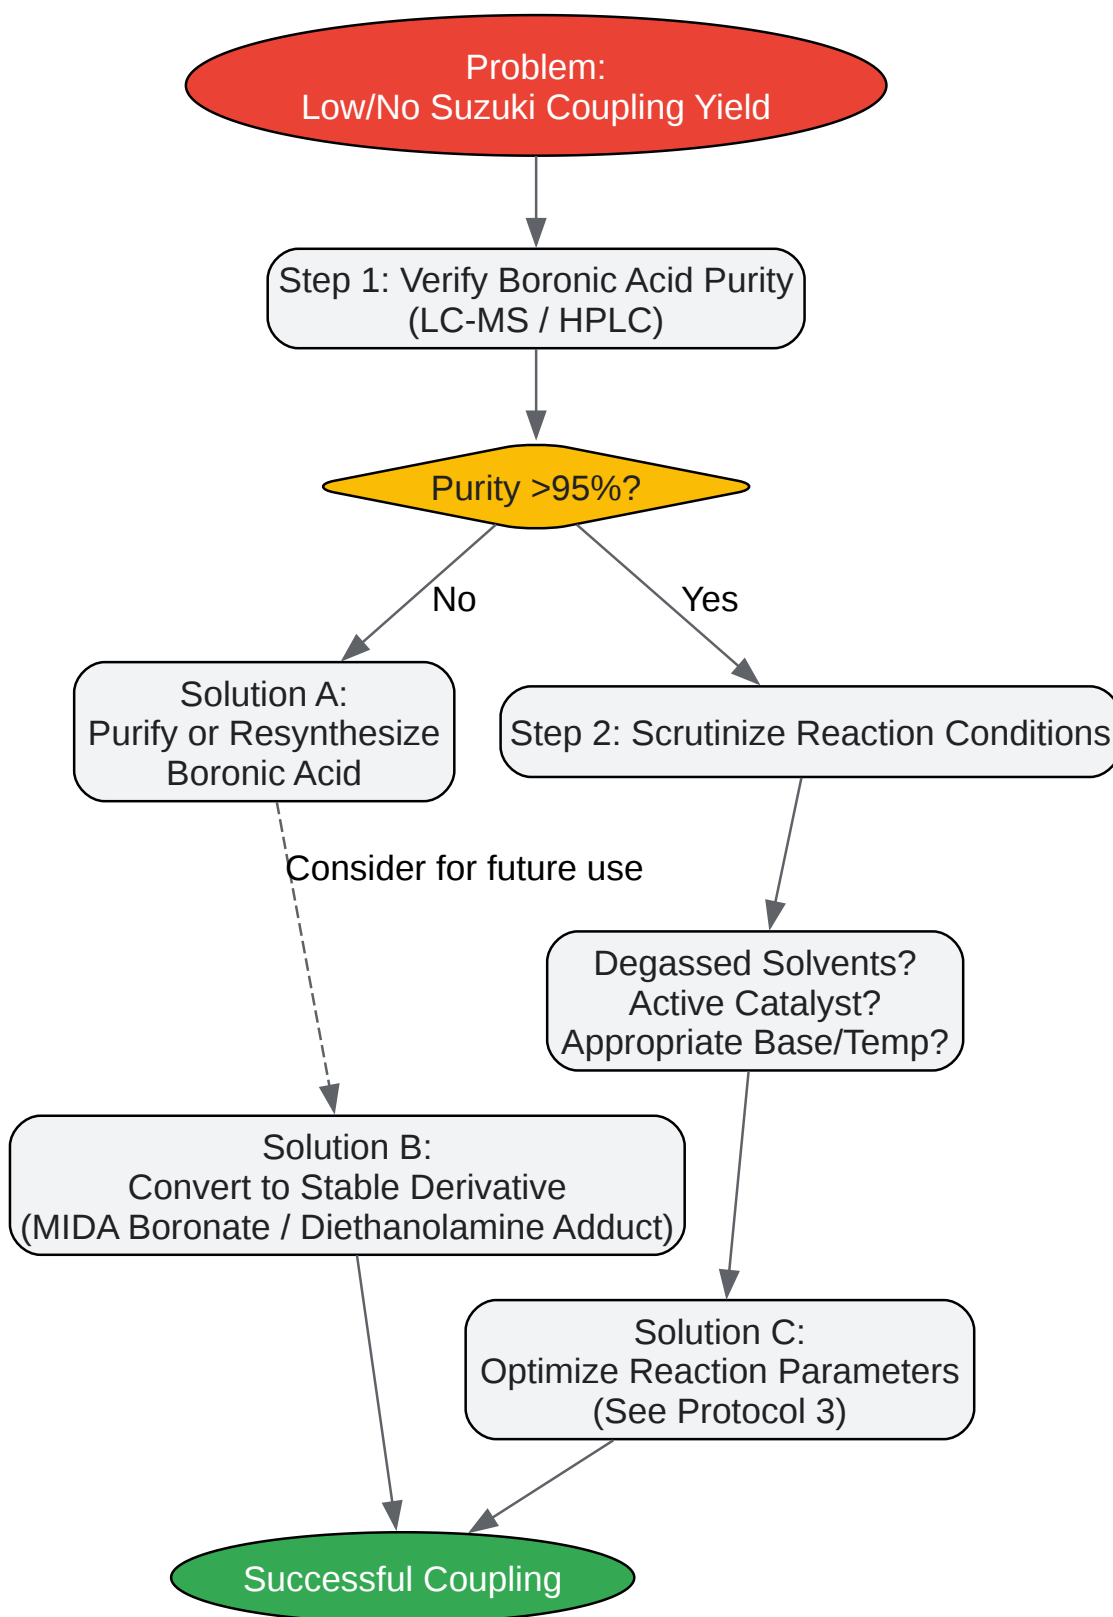 Problem:
Low/No Suzuki Coupling Yield
Step 1: Verify Boronic Acid Purity
(LC-MS / HPLC)
Purity >95%?
No
Yes
Solution A:
Purify or Resynthesize
Boronic Acid
Step 2: Scrutinize Reaction Conditions
Consider for future use
Degassed Solvents?
Active Catalyst?
Appropriate Base/Temp?
Solution B:
Convert to Stable Derivative
(MIDA Boronate / Diethanolamine Adduct)
Solution C:
Optimize Reaction Parameters
(See Protocol 3)
Successful Coupling